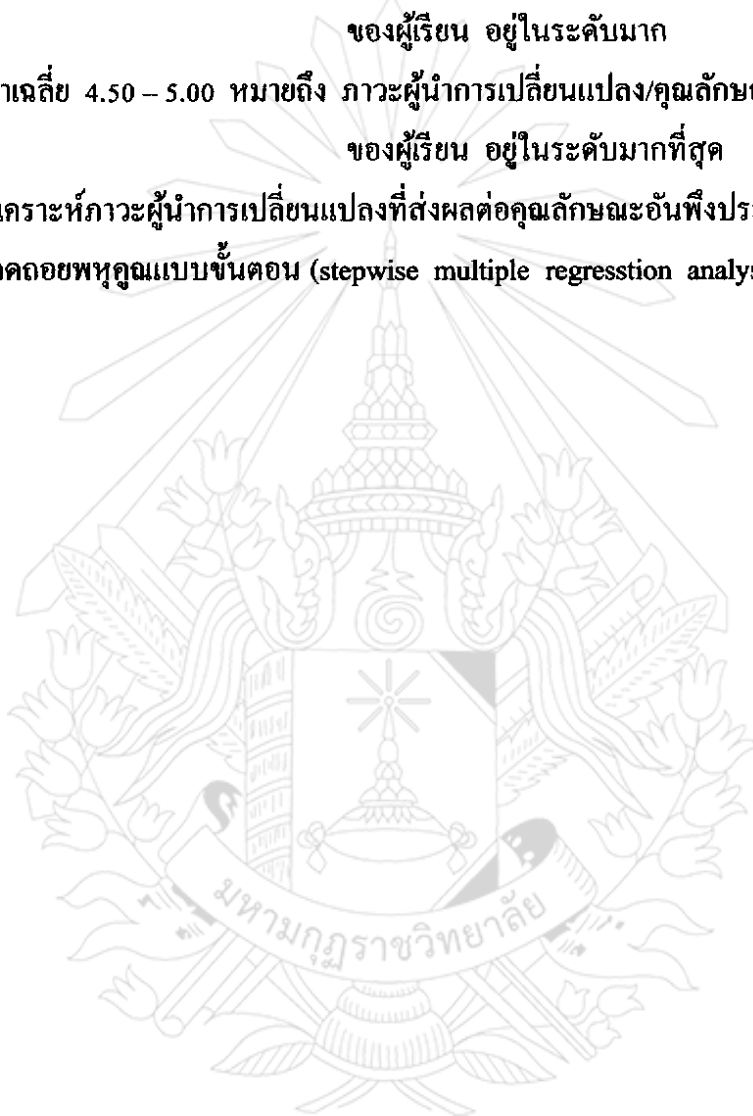 ของผู้เรียน อยู่ในระดับมาก
าเฉลี่ย 4.50 – 5.00 หมายถึง ภาวะผู้นำการเปลี่ยนแปลง/คุณลักษณ
ของผู้เรียน อยู่ในระดับมากที่สุด
เคราะห์ภาวะผู้นำการเปลี่ยนแปลงที่ส่งผลต่อคุณลักษณะอันพึงประ
ดถอยพหุคูณแบบขั้นตอน (stepwise multiple regresstion analys
มหามกุฏราชวิทยาลัย